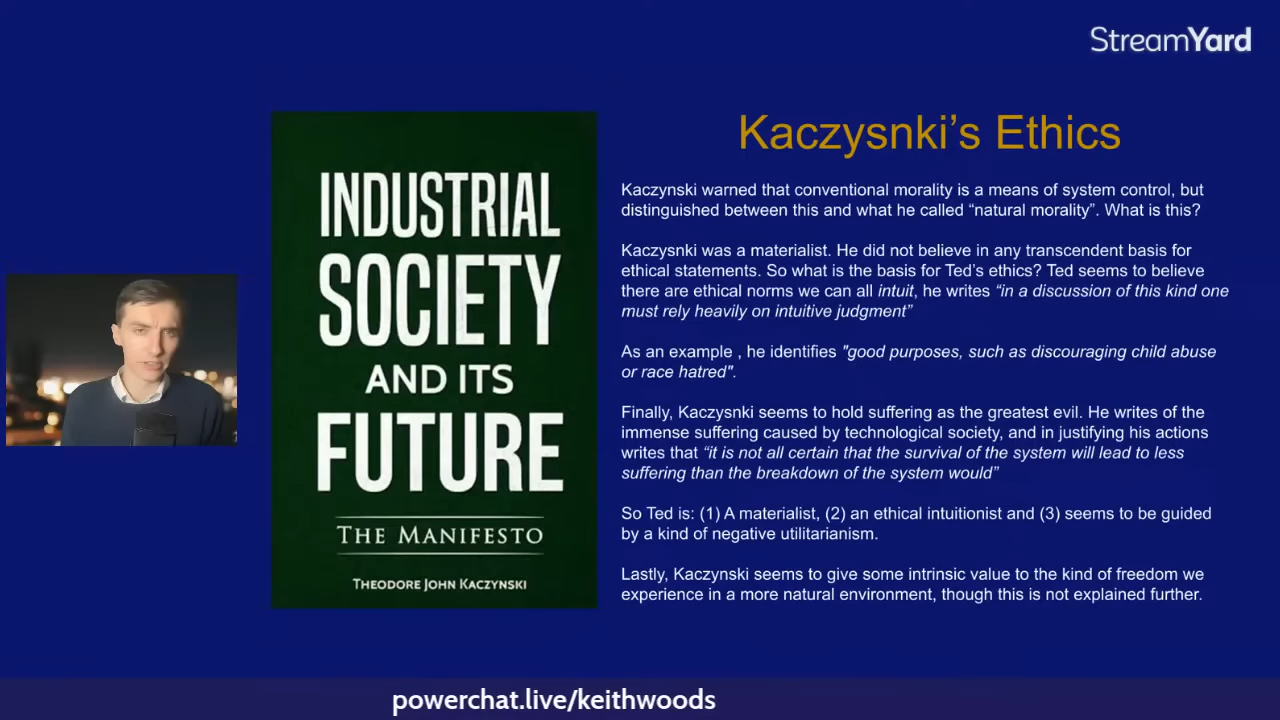 StreamYard
INDUSTRIAL
SOCIETY
AND ITS
FUTURE
THE MANIFESTO
THEODORE JOHN KACZYNSKI
Kaczysnki's Ethics
Kaczynski warned that conventional morality is a means of system control, but
distinguished between this and what he called “natural morality”. What is this?
Kaczysnki was a materialist. He did not believe in any transcendent basis for
ethical statements. So what is the basis for Ted’s ethics? Ted seems to believe
there are ethical norms we can all intuit, he writes “in a discussion of this kind one
must rely heavily on intuitive judgment”
As an example , he identifies "good purposes, such as discouraging child abuse
or race hatred".
Finally, Kaczysnki seems to hold suffering as the greatest evil. He writes of the
immense suffering caused by technological society, and in justifying his actions
writes that “it is not all certain that the survival of the system will lead to less
suffering than the breakdown of the system would”
So Ted is: (1) A materialist, (2) an ethical intuitionist and (3) seems to be guided
by a kind of negative utilitarianism.
Lastly, Kaczynski seems to give some intrinsic value to the kind of freedom we
experience in a more natural environment, though this is not explained further.
powerchat.live/keithwoods